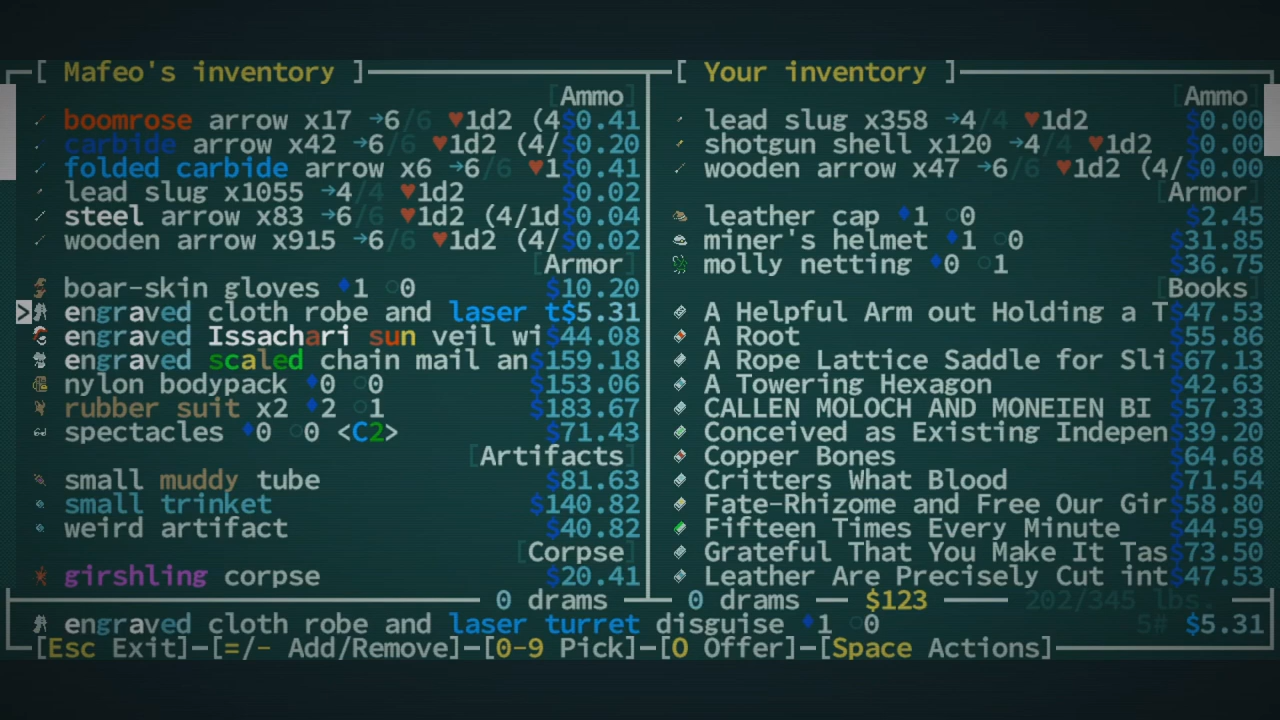 [ Mafeo's inventory ]
[Ammo]
boomrose arrow x17 →6/6 ♥1d2 (4$0.41
carbide arrow x42 →6/6 ♥1d2 (4/$0.20
folded carbide arrow x6 →6/6 ♥1$0.41
lead slug x1055 →4/4 ♥1d2 $0.02
steel arrow x83 →6/6 ♥1d2 (4/1d$0.04
wooden arrow x915 →6/6 ♥1d2 (4/$0.02
[Armor]
boar-skin gloves ♦1 ○0 $10.20
> engraved cloth robe and laser t$5.31
engraved Issachari sun veil wi$44.08
engraved scaled chain mail an$159.18
nylon bodypack ♦0 ○0 $153.06
rubber suit x2 ♦2 ○1 $183.67
spectacles ♦0 ○0 <C2> $71.43
[Artifacts]
small muddy tube $81.63
small trinket $140.82
weird artifact $40.82
[Corpse]
girshling corpse $20.41
0 drams
[ Your inventory ]
[Ammo]
lead slug x358 →4/4 ♥1d2 $0.00
shotgun shell x120 →4/4 ♥1d2 $0.00
wooden arrow x47 →6/6 ♥1d2 (4/$0.00
[Armor]
leather cap ♦1 ○0 $2.45
miner's helmet ♦1 ○0 $31.85
molly netting ♦0 ○1 $36.75
[Books]
A Helpful Arm out Holding a T$47.53
A Root $55.86
A Rope Lattice Saddle for Sli$67.13
A Towering Hexagon $42.63
CALLEN MOLOCH AND MONEIEN BI $57.33
Conceived as Existing Indepen$39.20
Copper Bones $64.68
Critters What Blood $71.54
Fate-Rhizome and Free Our Gir$58.80
Fifteen Times Every Minute $44.59
Grateful That You Make It Tas$73.50
Leather Are Precisely Cut int$47.53
0 drams — $123 — 202/345 lbs.
engraved cloth robe and laser turret disguise ♦1 ○0 5# $5.31
[Esc Exit]—[=/- Add/Remove]—[0-9 Pick]—[O Offer]—[Space Actions]